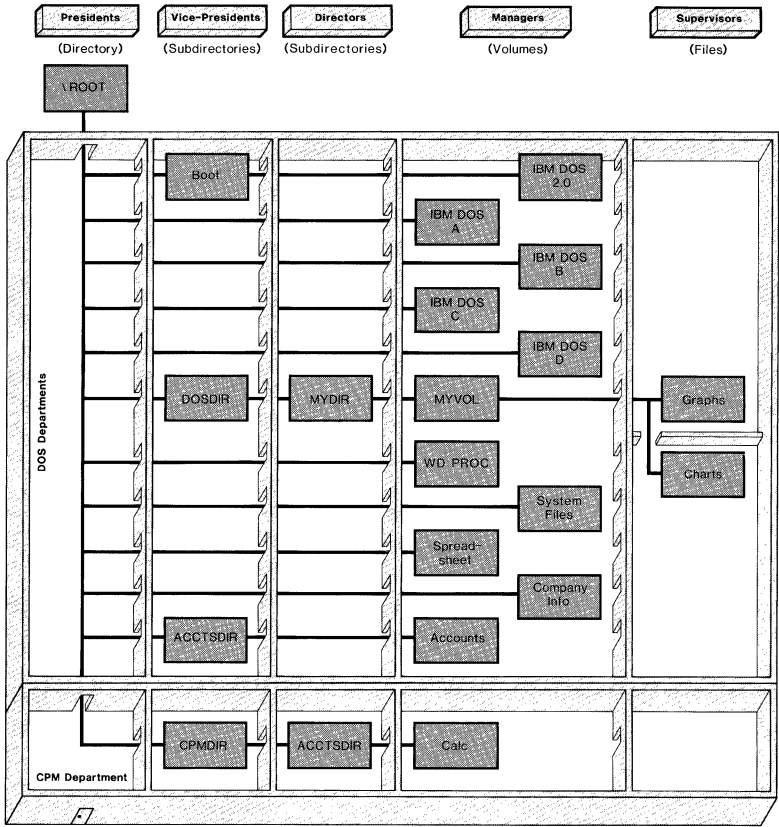 Presidents
Vice-Presidents
Directors
Managers
Supervisors
(Directory)
(Subdirectories)
(Subdirectories)
(Volumes)
(Files)
\ROOT
Boot
IBM DOS
2.0
IBM DOS
A
IBM DOS
B
IBM DOS
C
IBM DOS
D
DOS Departments
DOSDIR
MYDIR
MYVOL
Graphs
WD PROC
Charts
System
Files
Spread-
sheet
Company
Info
ACCTSDIR
Accounts
CPMDIR
ACCTSDIR
Calc
CPM Department